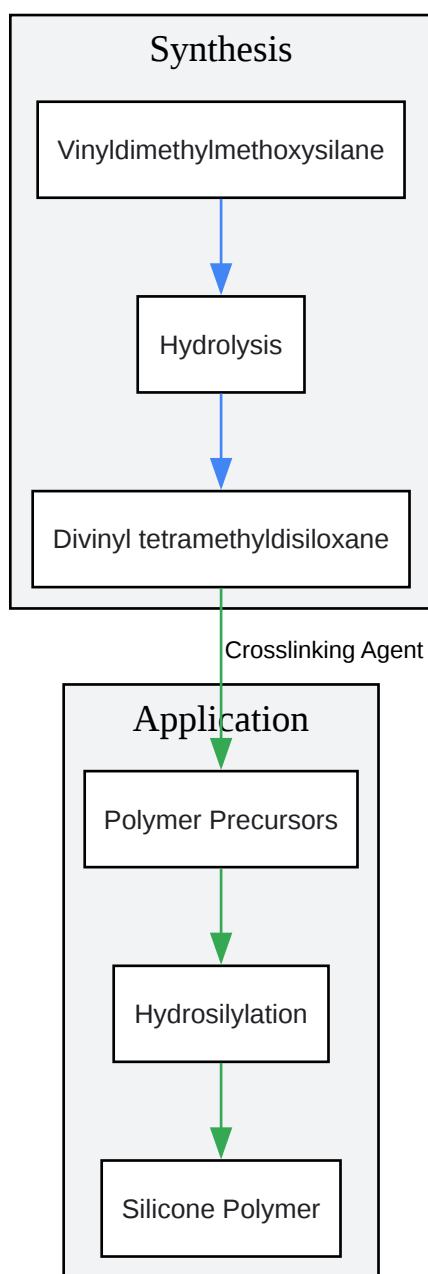 Synthesis
Vinyldimethylmethoxysilane
Hydrolysis
Divinyl tetramethyldisiloxane
Crosslinking Agent
Application
Polymer Precursors
Hydrosilylation
Silicone Polymer